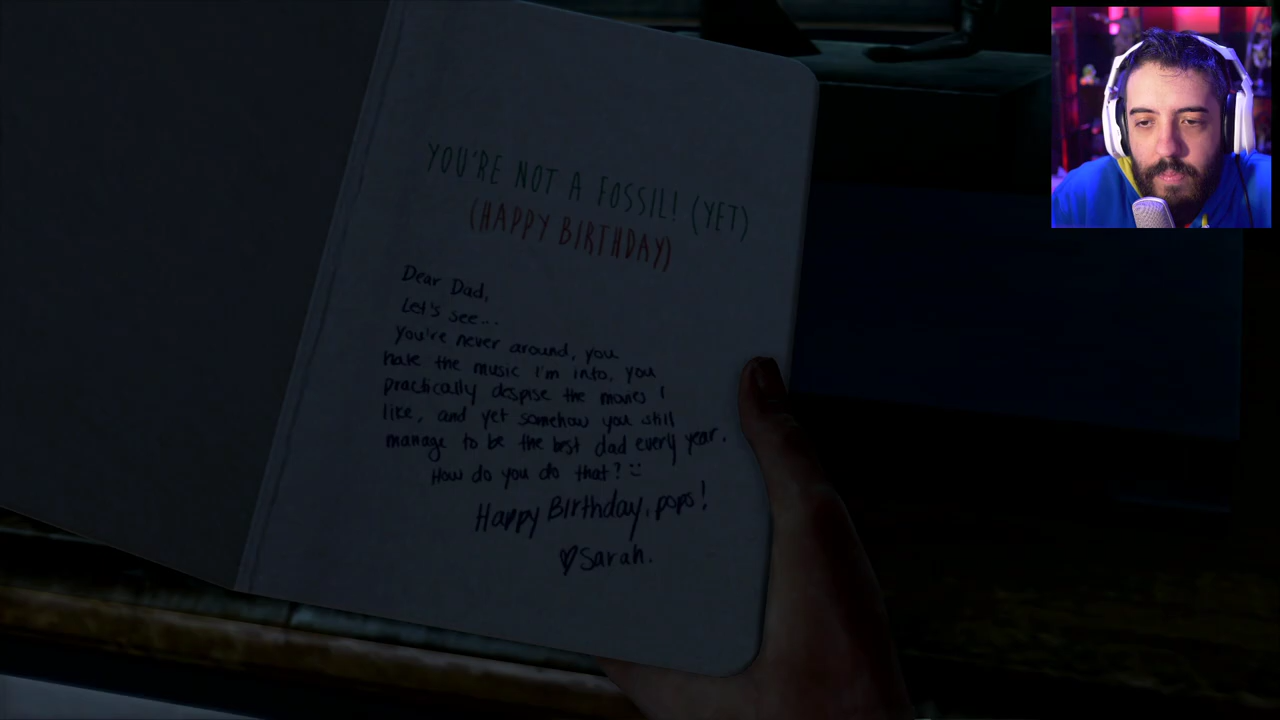 YOU'RE NOT A FOSSIL! (YET)
(HAPPY BIRTHDAY)
Dear Dad,
Let's see...
You're never around, you
hate the music I'm into, you
practically despise the movies I
like, and yet somehow you still
manage to be the best dad every year.
How do you do that? :)
Happy Birthday, pops!
♥Sarah.